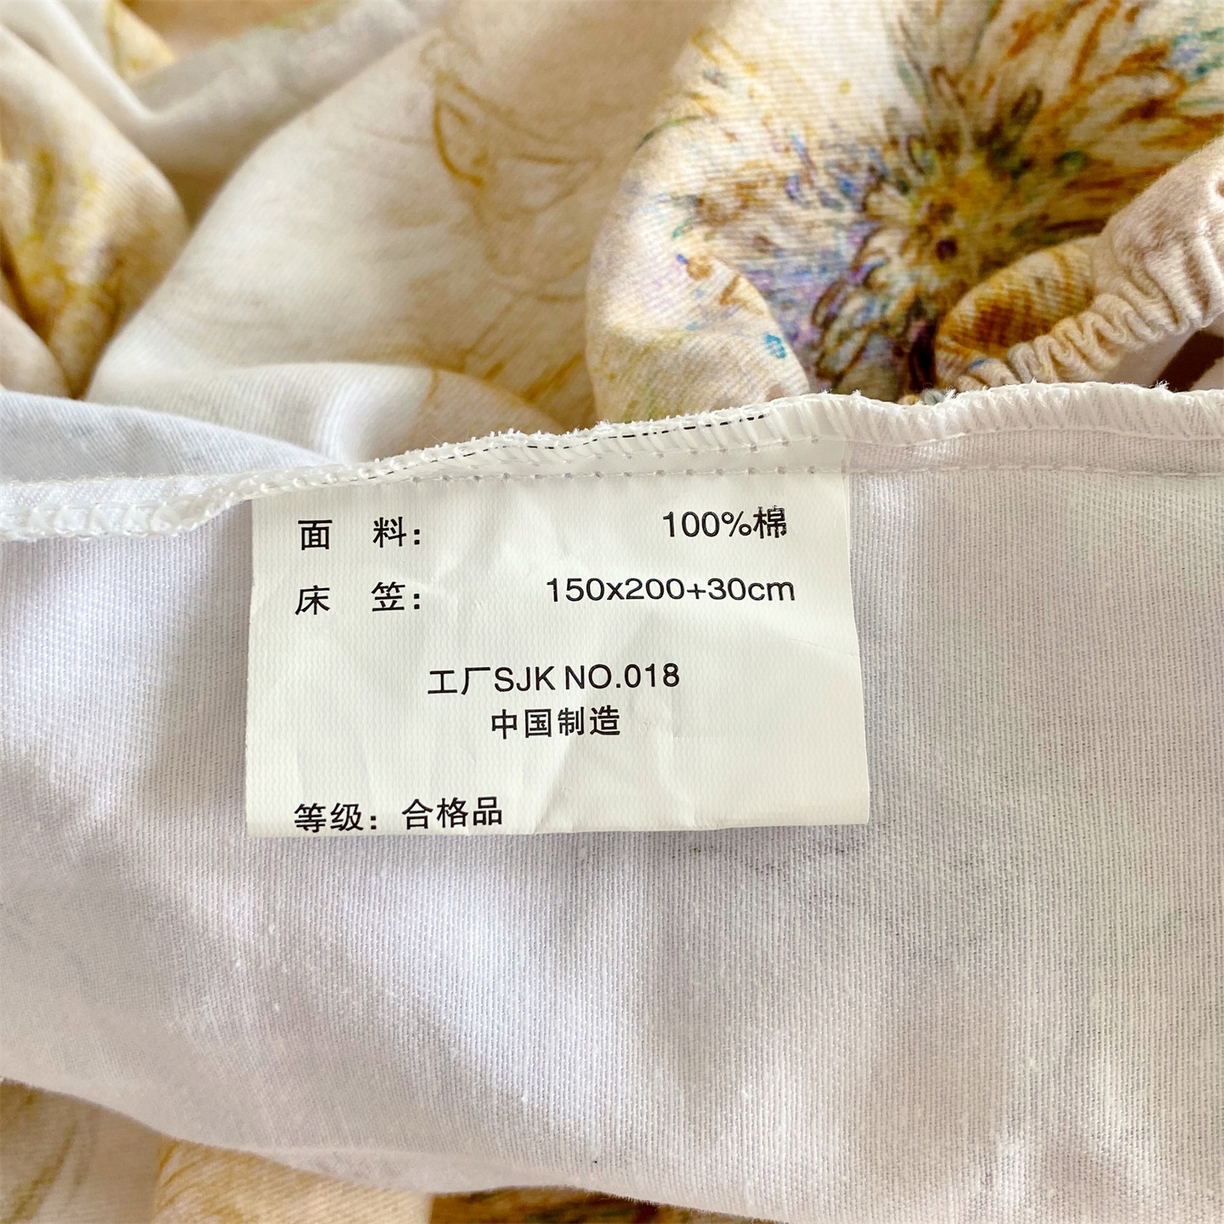 面 料： 100%棉
床 笠： 150x200+30cm
工厂SJK NO.018
中国制造
等级：合格品